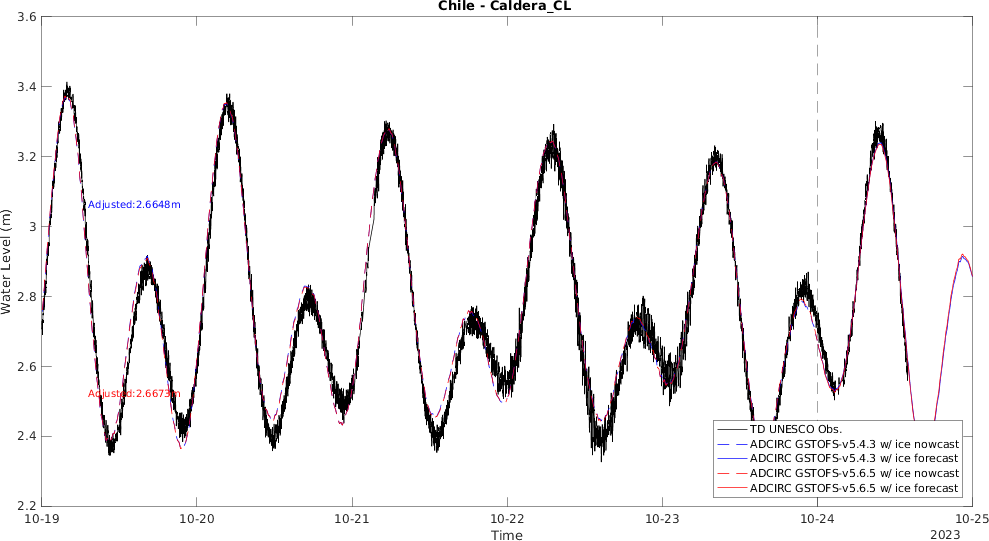 Chile - Caldera_CL
3.6
3.4
3.2
3
2.8
2.6
2.4
2.2
Water Level (m)
Adjusted:2.6648m
Adjusted:2.6673m
TD UNESCO Obs.
ADCIRC GSTOFS-v5.4.3 w/ ice nowcast
ADCIRC GSTOFS-v5.4.3 w/ ice forecast
ADCIRC GSTOFS-v5.6.5 w/ ice nowcast
ADCIRC GSTOFS-v5.6.5 w/ ice forecast
10-19 10-20 10-21 10-22 10-23 10-24 10-25
Time
2023